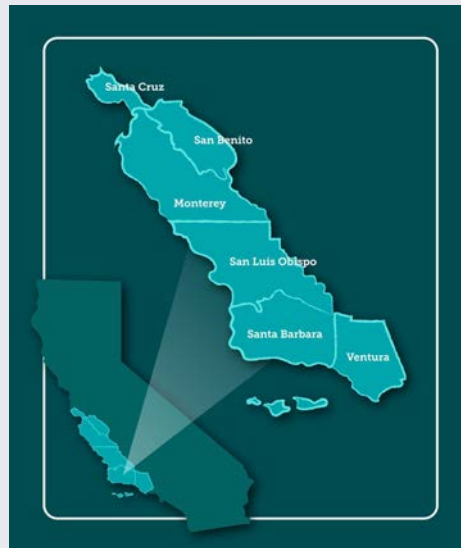 Santa Cruz
San Benito
Monterey
San Luis Obispo
Santa Barbara
Ventura